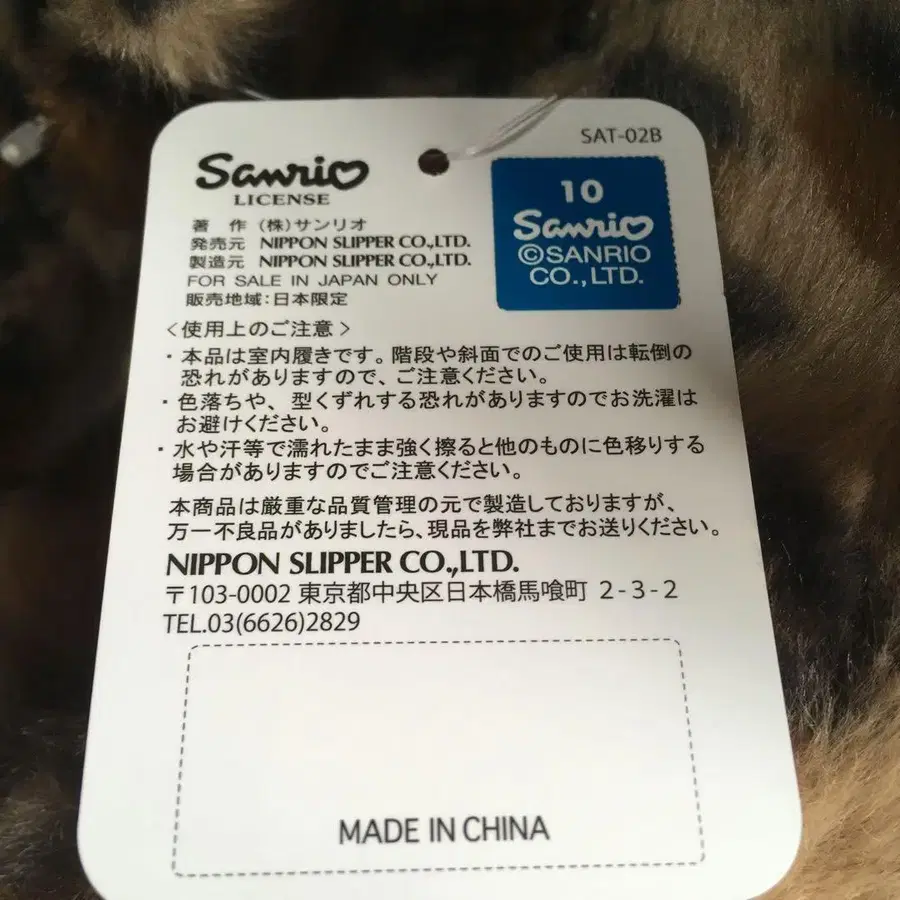 SAT-02B
Sanrio
LICENSE
10
Sanrio
©SANRIO
CO.,LTD.
著 作 (株)サンリオ
発売元 NIPPON SLIPPER CO.,LTD.
製造元 NIPPON SLIPPER CO.,LTD.
FOR SALE IN JAPAN ONLY
販売地域:日本限定
<使用上のご注意>
・本品は室内履きです。階段や斜面でのご使用は転倒の
恐れがありますので、ご注意ください。
・色落ちや、型くずれする恐れがありますのでお洗濯は
お避けください。
・水や汗等で濡れたまま強く擦ると他のものに色移りする
場合がありますのでご注意ください。
本商品は厳重な品質管理の元で製造しておりますが、
万一不良品がありましたら、現品を弊社までお送りください。
NIPPON SLIPPER CO.,LTD.
〒103-0002 東京都中央区日本橋馬喰町 2-3-2
TEL.03(6626)2829
MADE IN CHINA